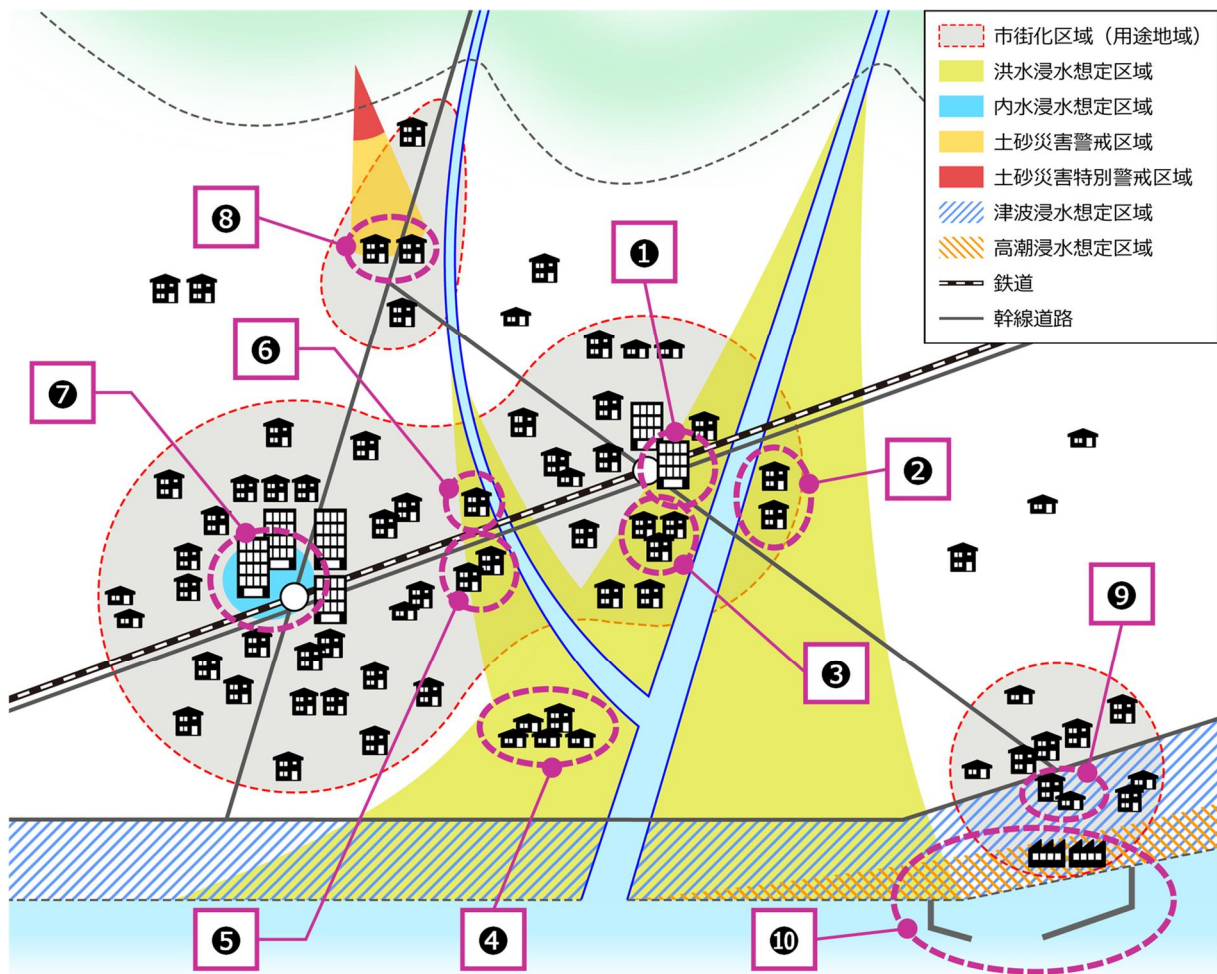 市街化区域（用途地域）
洪水浸水想定区域
内水浸水想定区域
土砂災害警戒区域
土砂災害特別警戒区域
津波浸水想定区域
高潮浸水想定区域
鉄道
幹線道路
❽
❶
❻
❼
❷
❾
❸
❺
❹
❿